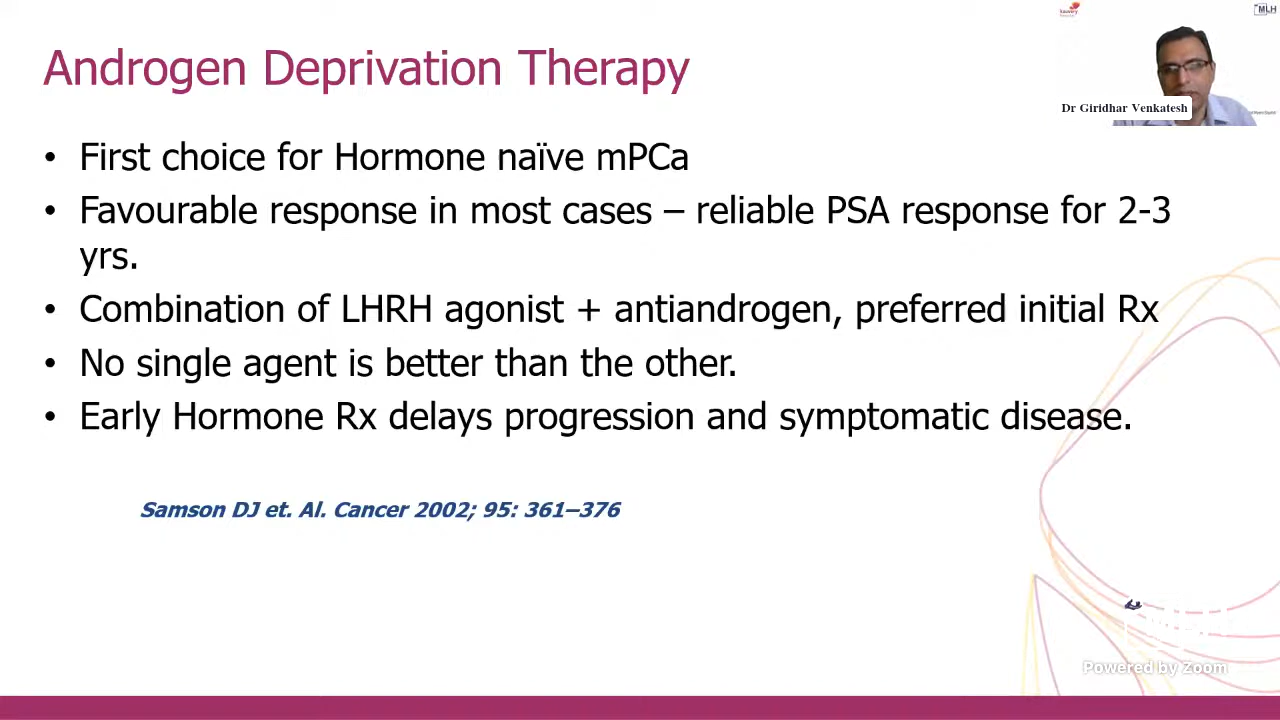 Kauvery
MLH
Androgen Deprivation Therapy
Dr Giridhar Venkatesh
• First choice for Hormone naïve mPCa
• Favourable response in most cases – reliable PSA response for 2-3
yrs.
• Combination of LHRH agonist + antiandrogen, preferred initial Rx
• No single agent is better than the other.
• Early Hormone Rx delays progression and symptomatic disease.
Samson DJ et. Al. Cancer 2002; 95: 361–376
MLH
Powered by Zoom